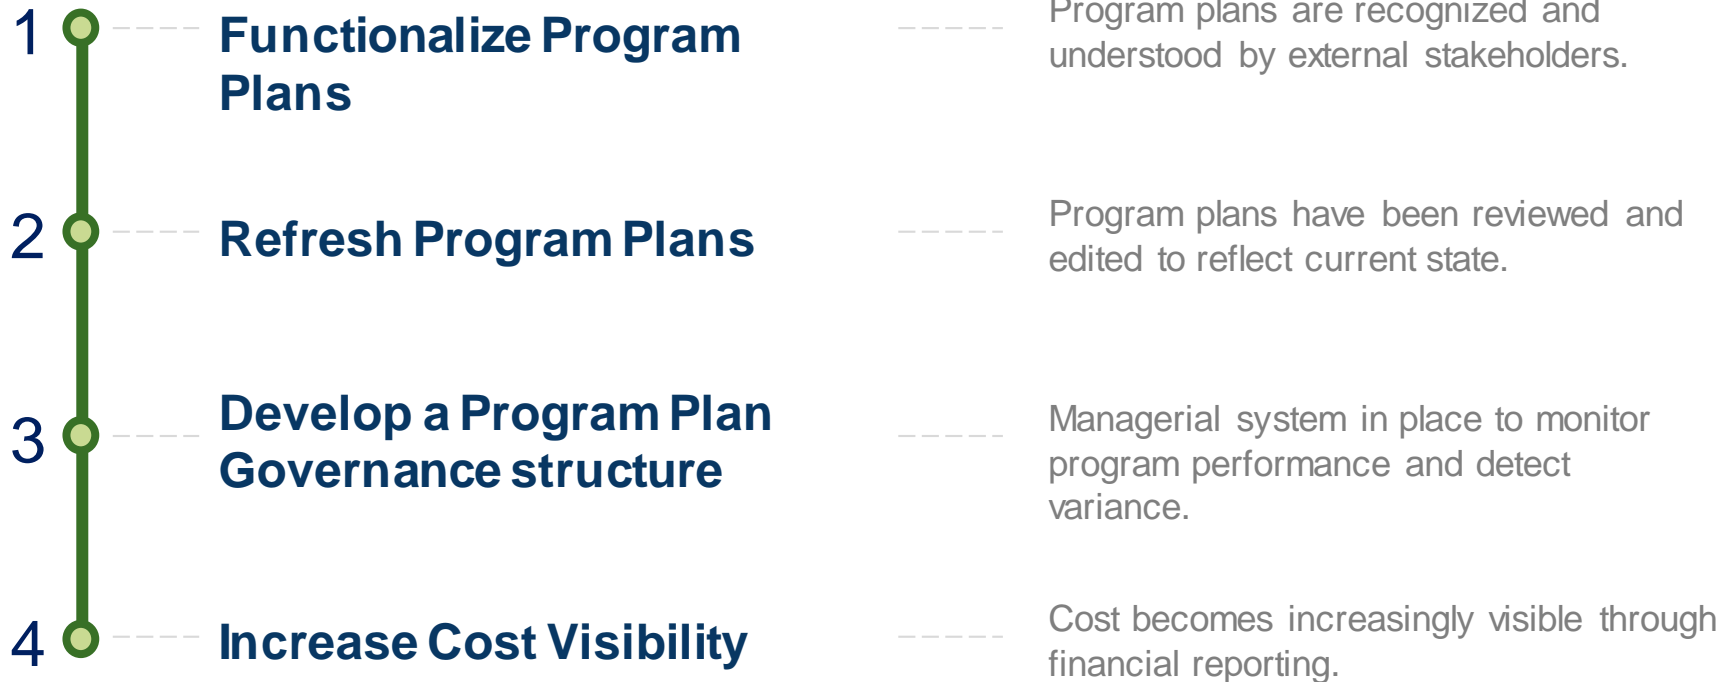 1
Functionalize Program
Plans
Program plans are recognized and
understood by external stakeholders.
2
Refresh Program Plans
Program plans have been reviewed and
edited to reflect current state.
3
Develop a Program Plan
Governance structure
Managerial system in place to monitor
program performance and detect
variance.
4
Increase Cost Visibility
Cost becomes increasingly visible through
financial reporting.